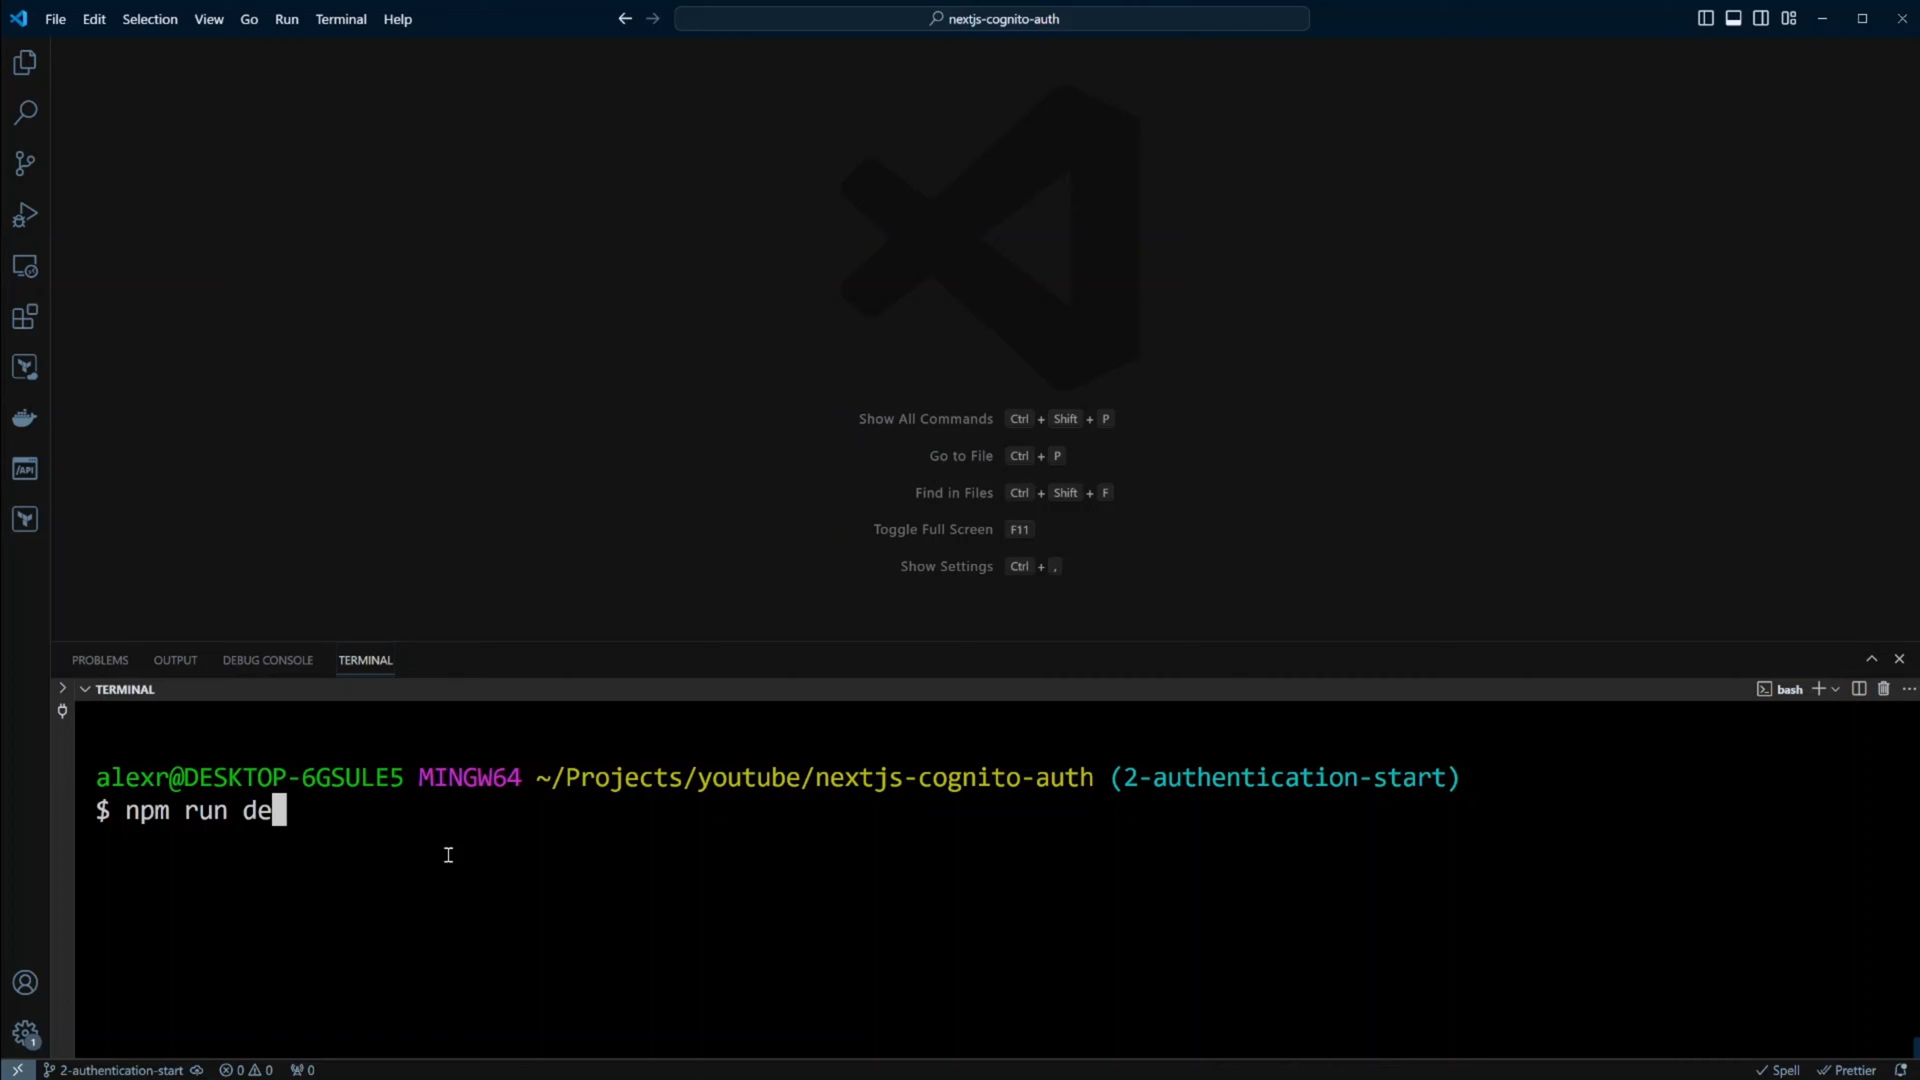 File Edit Selection View Go Run Terminal Help
nextjs-cognito-auth
Show All Commands Ctrl + Shift + P
Go to File Ctrl + P
Find in Files Ctrl + Shift + F
Toggle Full Screen F11
Show Settings Ctrl + ,
PROBLEMS OUTPUT DEBUG CONSOLE TERMINAL
TERMINAL
bash
alexr@DESKTOP-6GSULE5 MINGW64 ~/Projects/youtube/nextjs-cognito-auth (2-authentication-start)
$ npm run de
/API
1
2-authentication-start 0 0 0 Spell Prettier